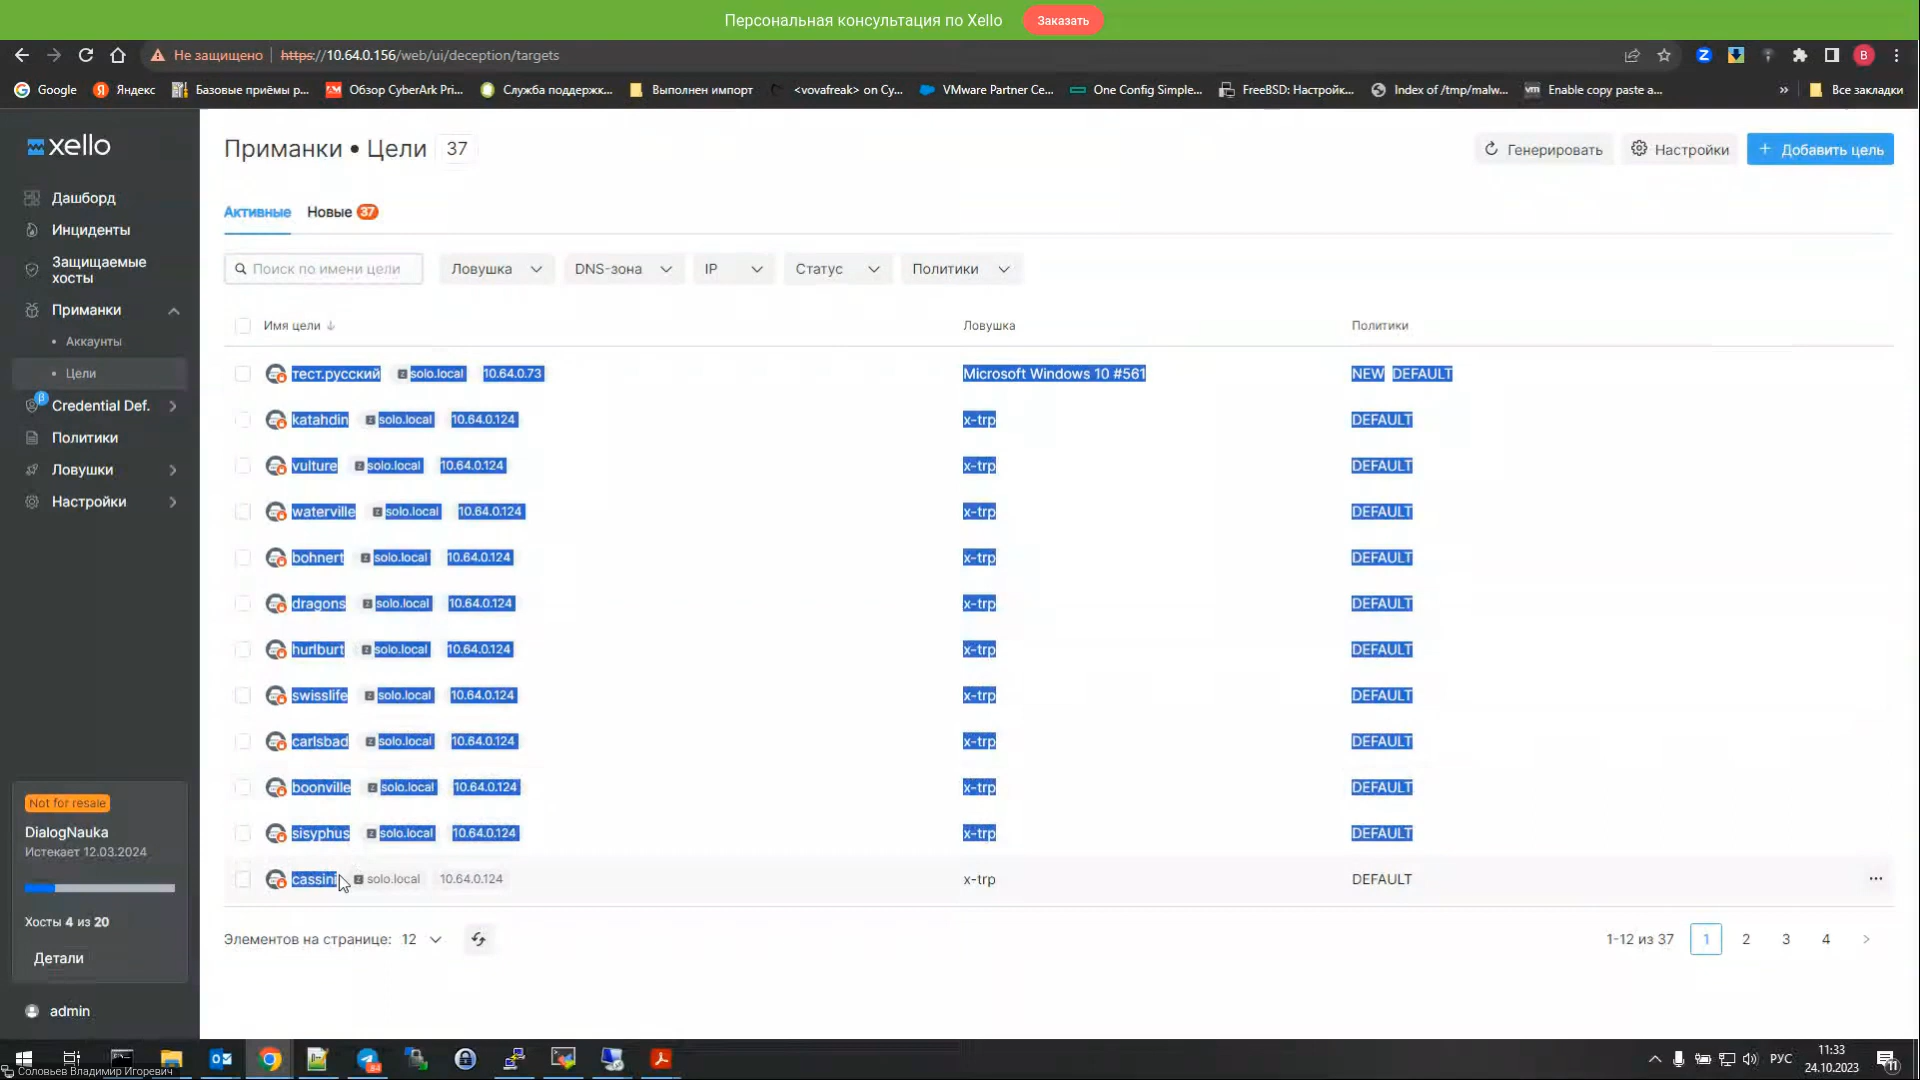 Персональная консультация по Xello Заказать
Не защищено https://10.64.0.156/web/ui/deception/targets В
Google Яндекс Базовые приёмы р... Обзор CyberArk Pri... Служба поддержк... Выполнен импорт <vovafreak> on Cy... VMware Partner Ce... One Config Simple... FreeBSD: Настройк... Index of /tmp/malw... Enable copy paste a... » Все закладки
xello
Дашборд
Инциденты
Защищаемые
хосты
Приманки
Аккаунты
Цели
β
Credential Def.
Политики
Ловушки
Настройки
Not for resale
DialogNauka
Истекает 12.03.2024
Хосты 4 из 20
Детали
admin
Приманки • Цели 37
Генерировать Настройки + Добавить цель
Активные Новые 37
Поиск по имени цели Ловушка DNS-зона IP Статус Политики
Имя цели Ловушка Политики
тест.русский solo.local 10.64.0.73 Microsoft Windows 10 #561 NEW DEFAULT
katahdin solo.local 10.64.0.124 x-trp DEFAULT
vulture solo.local 10.64.0.124 x-trp DEFAULT
waterville solo.local 10.64.0.124 x-trp DEFAULT
bohnert solo.local 10.64.0.124 x-trp DEFAULT
dragons solo.local 10.64.0.124 x-trp DEFAULT
hurlburt solo.local 10.64.0.124 x-trp DEFAULT
swisslife solo.local 10.64.0.124 x-trp DEFAULT
carlsbad solo.local 10.64.0.124 x-trp DEFAULT
boonville solo.local 10.64.0.124 x-trp DEFAULT
sisyphus solo.local 10.64.0.124 x-trp DEFAULT
cassini solo.local 10.64.0.124 x-trp DEFAULT
Элементов на странице: 12 1-12 из 37 1 2 3 4
Соловьев Владимир Игоревич
РУС
11:33
24.10.2023